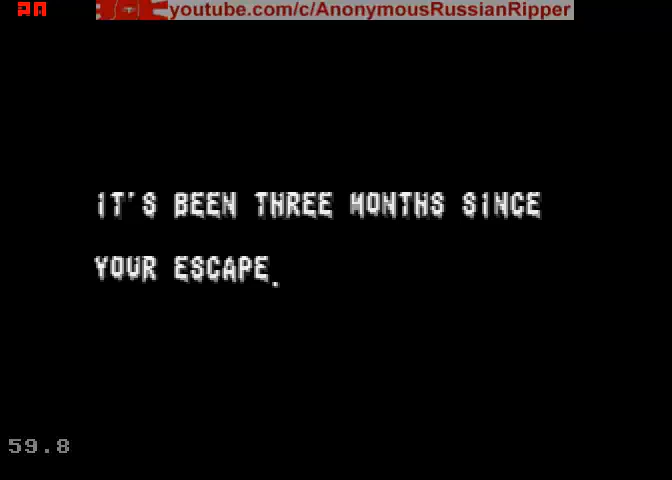 youtube.com/c/AnonymousRussianRipper
IT'S BEEN THREE MONTHS SINCE
YOUR ESCAPE.
59.8